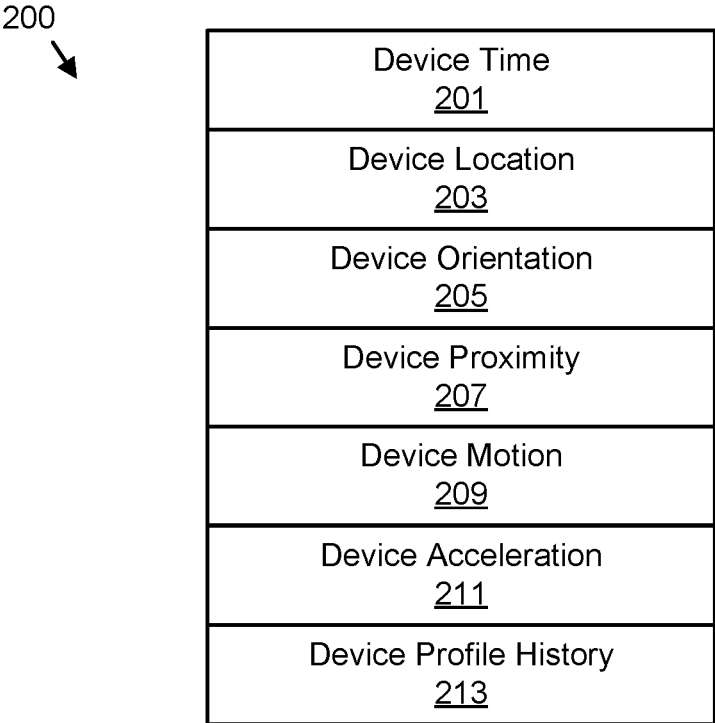 200
Device Time
201
Device Location
203
Device Orientation
205
Device Proximity
207
Device Motion
209
Device Acceleration
211
Device Profile History
213